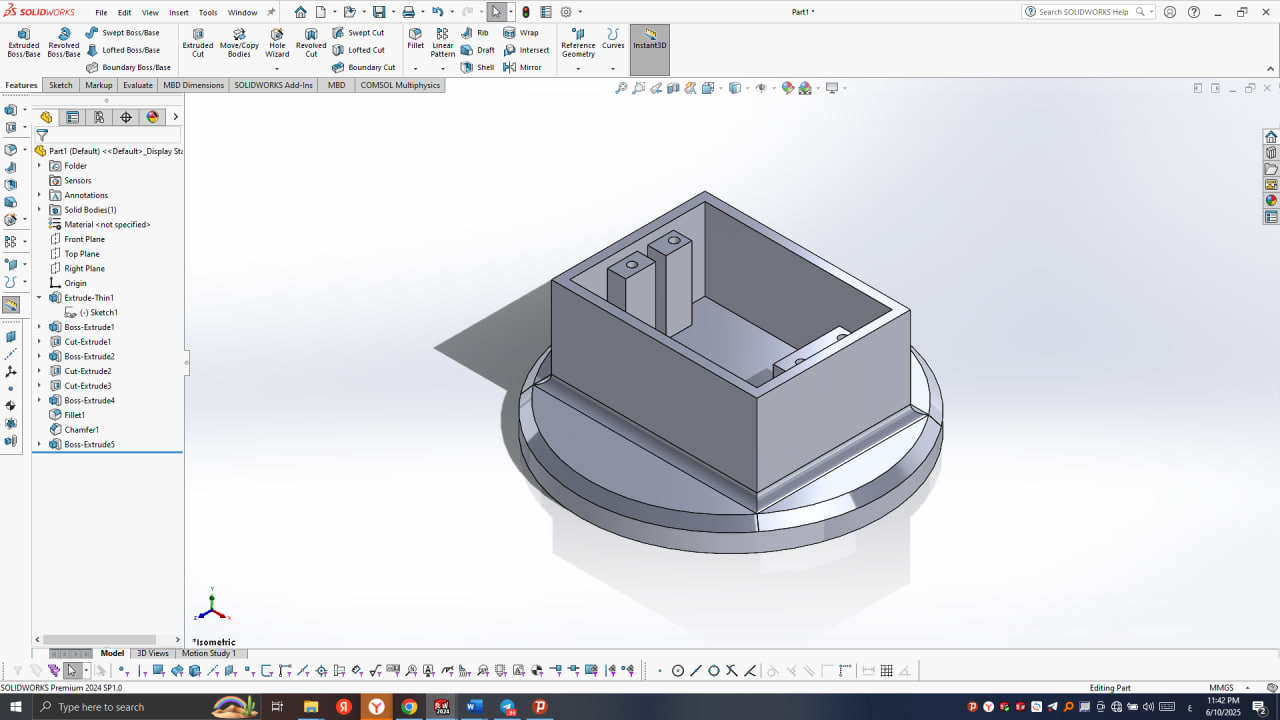 SOLIDWORKS File Edit View Insert Tools Window Part1 * Search SOLIDWORKS Help
Extruded Boss/Base
Revolved Boss/Base
Swept Boss/Base
Lofted Boss/Base
Boundary Boss/Base
Extruded Cut
Move/Copy Bodies
Hole Wizard
Revolved Cut
Swept Cut
Lofted Cut
Boundary Cut
Fillet
Linear Pattern
Rib
Draft
Shell
Wrap
Intersect
Mirror
Reference Geometry
Curves
Instant3D
Features Sketch Markup Evaluate MBD Dimensions SOLIDWORKS Add-Ins MBD COMSOL Multiphysics
Part1 (Default) <<Default>_Display Sta
Folder
Sensors
Annotations
Solid Bodies(1)
Material <not specified>
Front Plane
Top Plane
Right Plane
Origin
Extrude-Thin1
(-) Sketch1
Boss-Extrude1
Cut-Extrude1
Boss-Extrude2
Cut-Extrude2
Cut-Extrude3
Boss-Extrude4
Fillet1
Chamfer1
Boss-Extrude5
Y
Z
X
*Isometric
Model 3D Views Motion Study 1
SOLIDWORKS Premium 2024 SP1.0 Editing Part MMGS
Type here to search
11:42 PM
6/10/2025